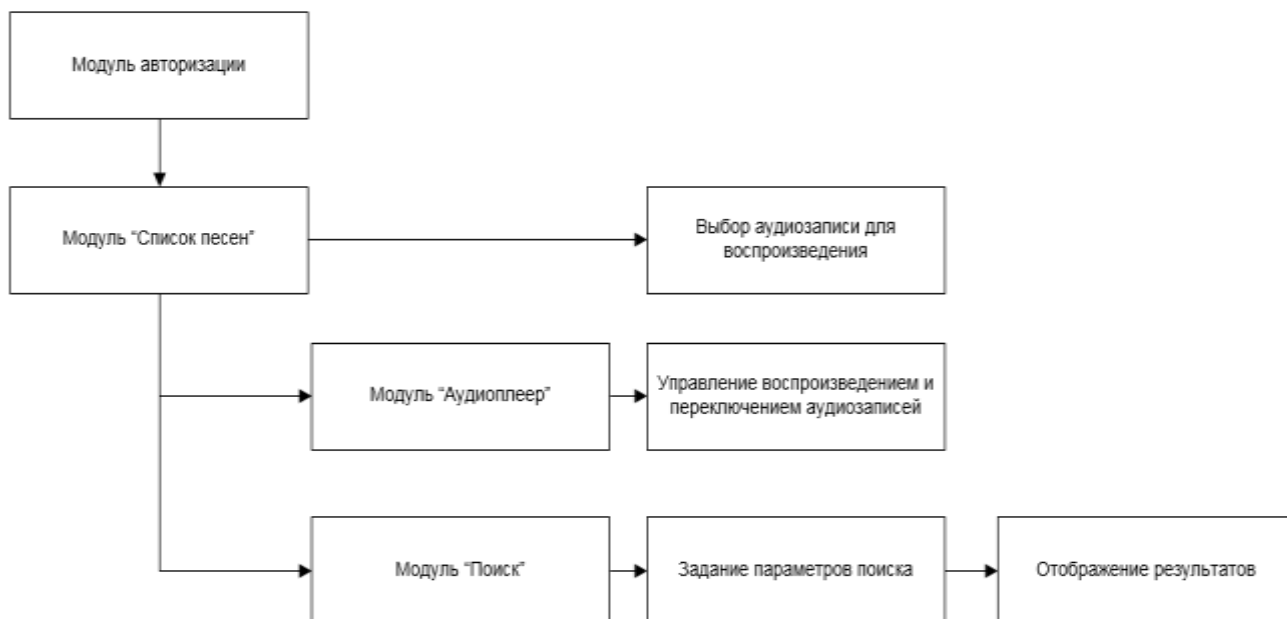 Модуль авторизации
Модуль “Список песен”
Выбор аудиозаписи для
воспроизведения
Модуль “Аудиоплеер”
Управление воспроизведением и
переключением аудиозаписей
Модуль “Поиск”
Задание параметров поиска
Отображение результатов